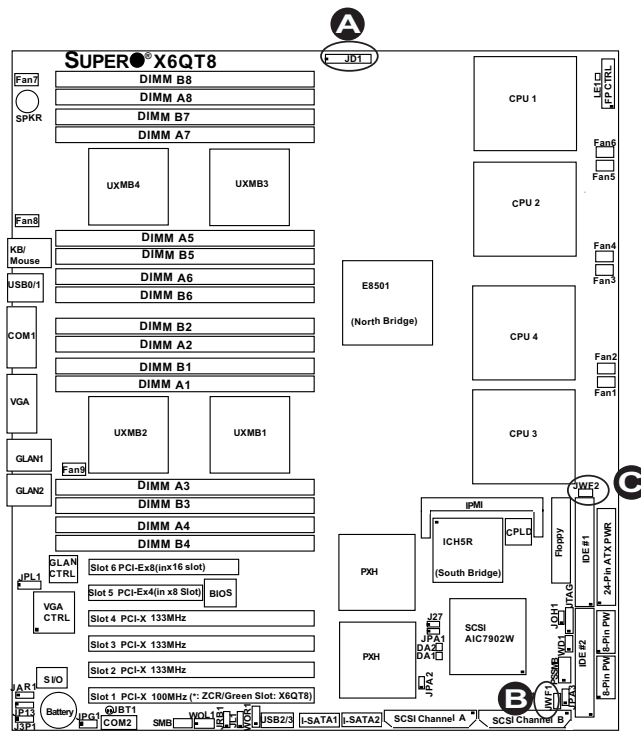 A
SUPER® X6QT8
JD1
Fan7
SPKR
DIMM B8
DIMM A8
DIMM B7
DIMM A7
CPU 1
LE1
FP CTRL
Fan6
Fan5
UXMB4
UXMB3
CPU 2
Fan8
KB/
Mouse
USB0/1
DIMM A5
DIMM B5
DIMM A6
DIMM B6
E8501
(North Bridge)
Fan4
Fan3
COM1
DIMM B2
DIMM A2
DIMM B1
DIMM A1
CPU 4
Fan2
Fan1
VGA
UXMB2
UXMB1
CPU 3
GLAN1
Fan9
GLAN2
JWF2
C
DIMM A3
DIMM B3
DIMM A4
DIMM B4
IPMI
ICH5R
(South Bridge)
CPLD
Floppy
IDE #1
24-Pin ATX PWR
GLAN
CTRL
Slot 6 PCI-Ex8(in x16 slot)
PXH
JPL1
Slot 5 PCI-Ex4(in x8 Slot)
BIOS
VGA
CTRL
Slot 4 PCI-X 133MHz
J27
JPA1
DA2
DA1
SCSI
AIC7902W
JOH1
JTAG
IDE #2
8-Pin PW
Slot 3 PCI-X 133MHz
PXH
WD1
Slot 2 PCI-X 133MHz
JPA2
PSSMB
8-Pin PW
S I/O
JAR1
Slot 1 PCI-X 100MHz (*: ZCR/Green Slot: X6QT8)
B
JWF1
JPA3
JP13
J3P1
Battery
JPG1
JBT1
COM2
SMB
WOL1
JRB1
JL1
WOR1
USB2/3
I-SATA1
I-SATA2
SCSI Channel A
SCSI Channel B